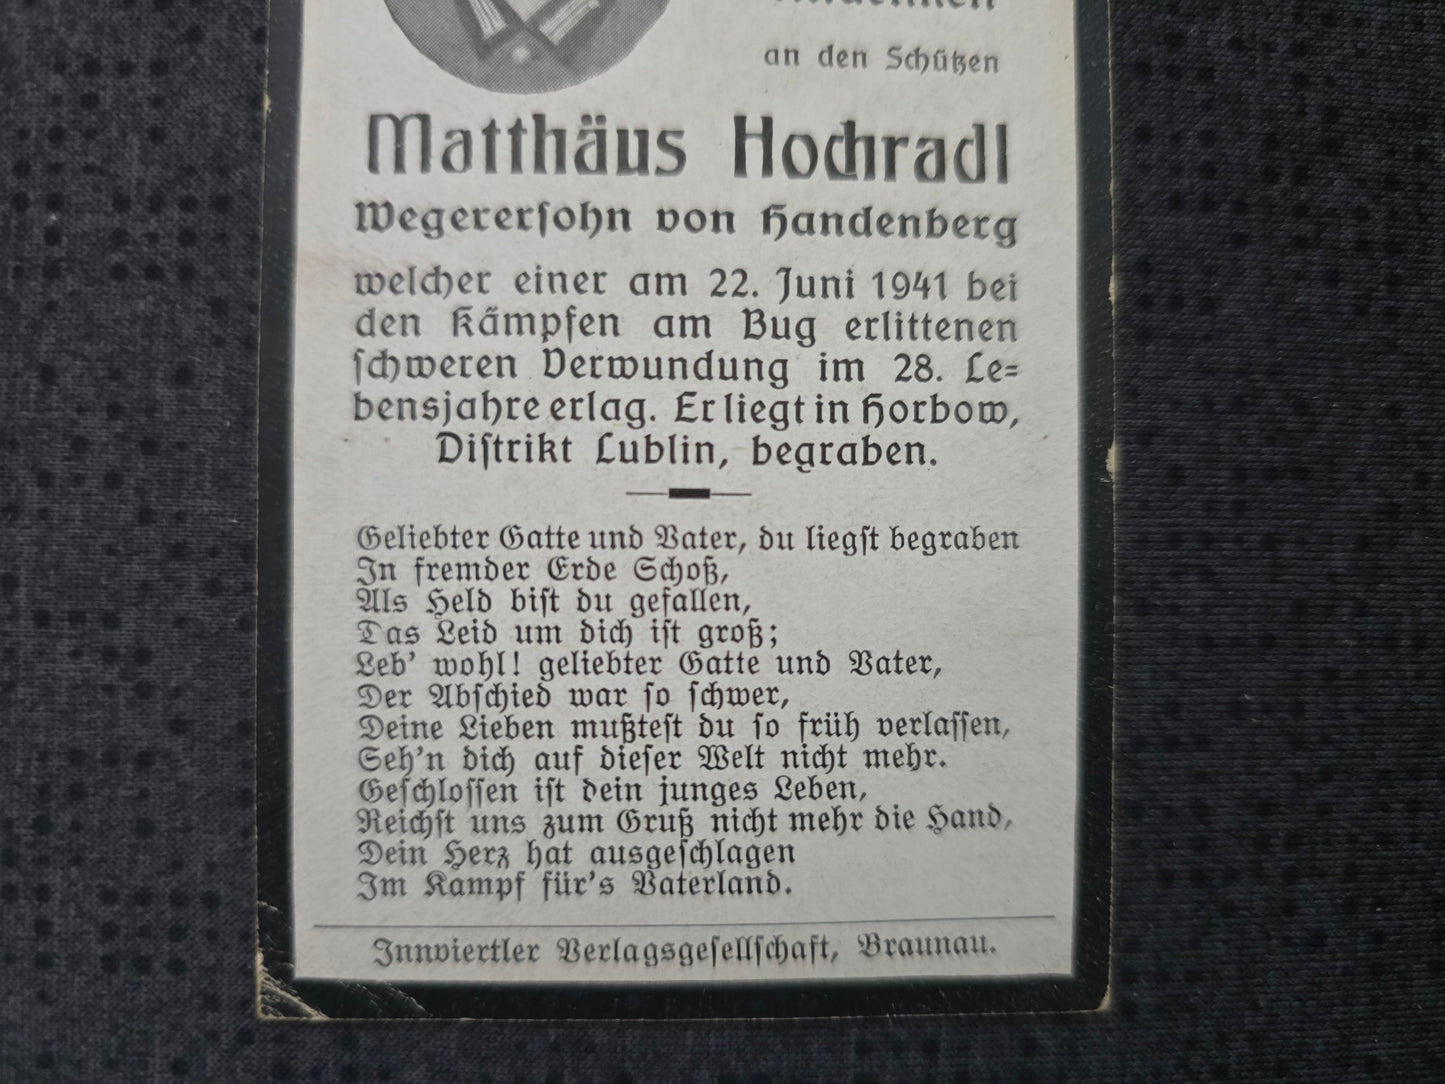 an den Schützen
Matthäus Hochradl
Wegerersohn von Handenberg
welcher einer am 22. Juni 1941 bei
den Kämpfen am Bug erlittenen
schweren Verwundung im 28. Le=
bensjahre erlag. Er liegt in Horbow,
Distrikt Lublin, begraben.
Geliebter Gatte und Vater, du liegst begraben
In fremder Erde Schoß,
Als Held bist du gefallen,
Das Leid um dich ist groß;
Leb' wohl! geliebter Gatte und Vater,
Der Abschied war so schwer,
Deine Lieben mußtest du so früh verlassen,
Seh'n dich auf dieser Welt nicht mehr.
Geschlossen ist dein junges Leben,
Reichst uns zum Gruß nicht mehr die Hand,
Dein Herz hat ausgeschlagen
Im Kampf für's Vaterland.
Innviertler Verlagsgesellschaft, Braunau.